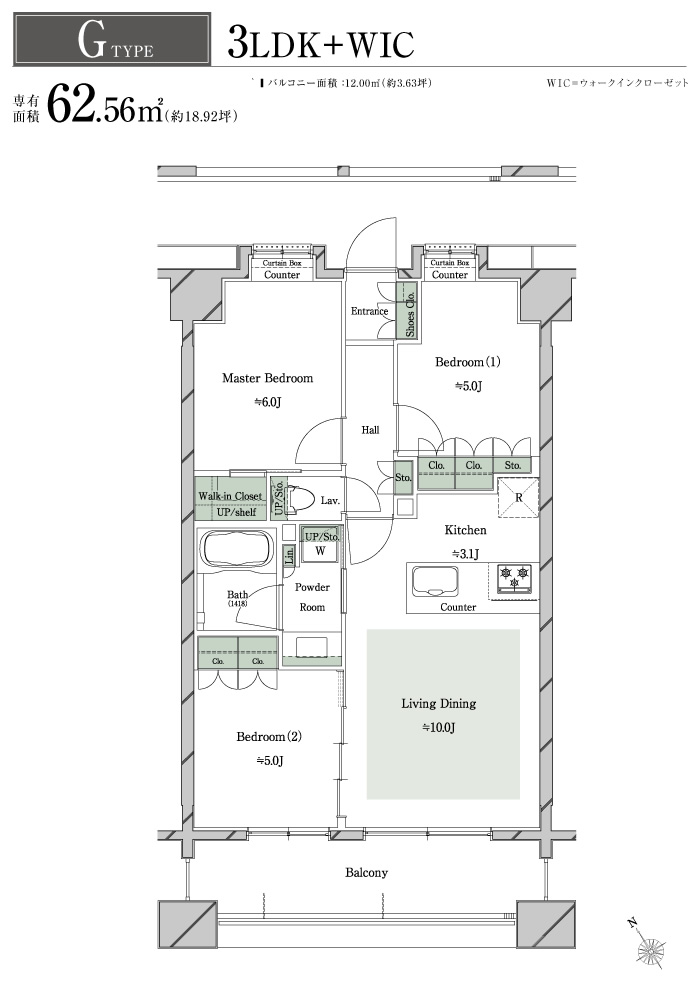 G TYPE
3LDK+WIC
バルコニー面積:12.00㎡(約3.63坪)
WIC=ウォークインクローゼット
専有面積 62.56㎡(約18.92坪)
Curtain Box
Counter
Curtain Box
Counter
Entrance
Shoes Clo.
Master Bedroom
≒6.0J
Bedroom(1)
≒5.0J
Hall
Clo.
Clo.
Sto.
Sto.
Walk-in Closet
UP/shelf
UP/Sto.
Lav.
R
Kitchen
≒3.1J
UP/Sto.
W
Lin.
Bath
(1418)
Powder
Room
Counter
Clo.
Clo.
Living Dining
≒10.0J
Bedroom(2)
≒5.0J
Balcony
N